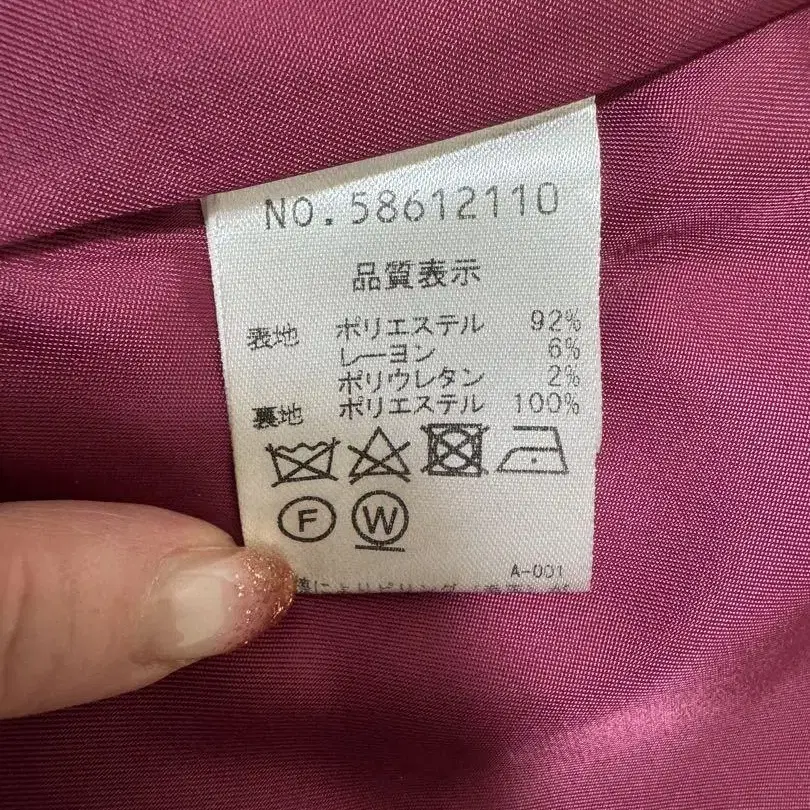 NO.58612110
品質表示
表地 ポリエステル 92%
レーヨン 6%
ポリウレタン 2%
裏地 ポリエステル 100%
F W
A-001